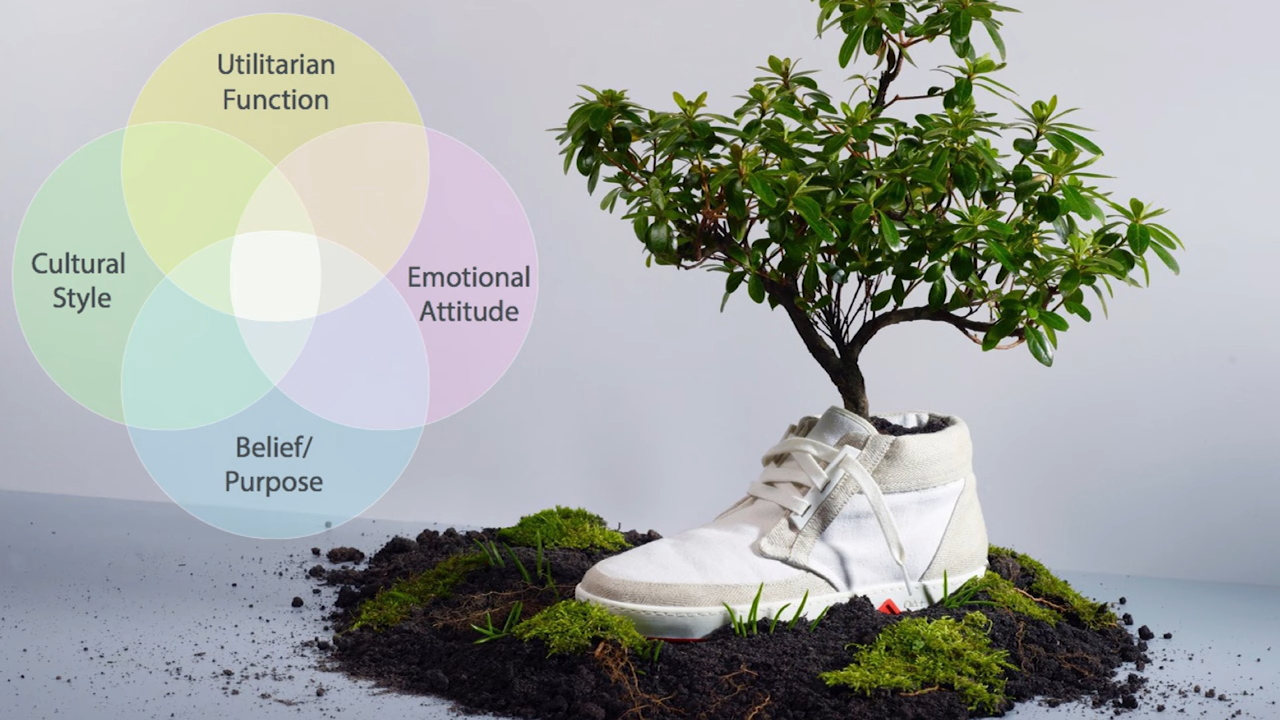 Utilitarian
Function
Cultural
Style
Emotional
Attitude
Belief/
Purpose